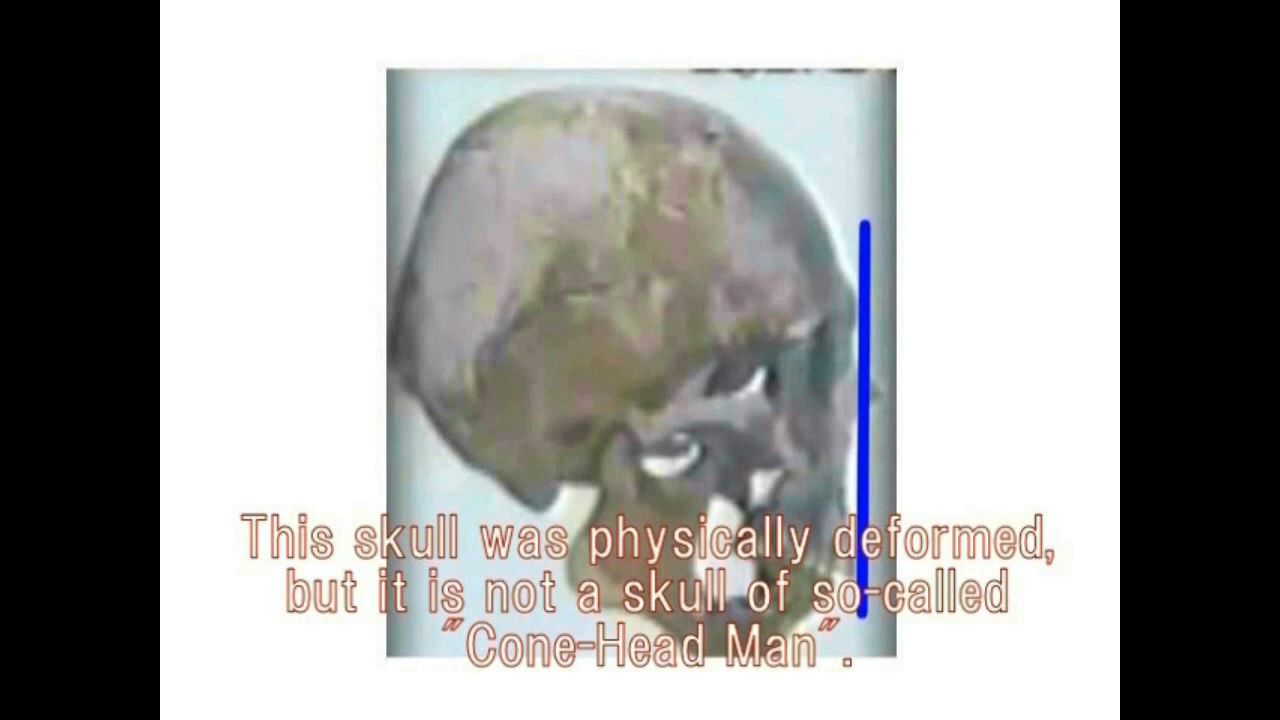 This skull was physically deformed,
but it is not a skull of so-called
"Cone-Head Man".